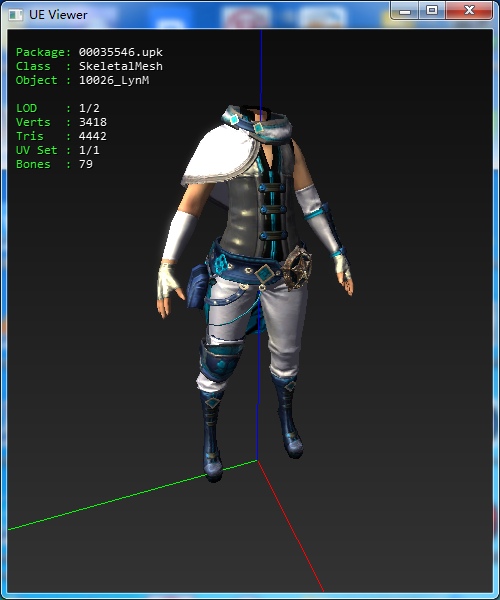 UE Viewer
Package: 00035546.upk
Class : SkeletalMesh
Object : 10026_LynM
LOD : 1/2
Verts : 3418
Tris : 4442
UV Set : 1/1
Bones : 79